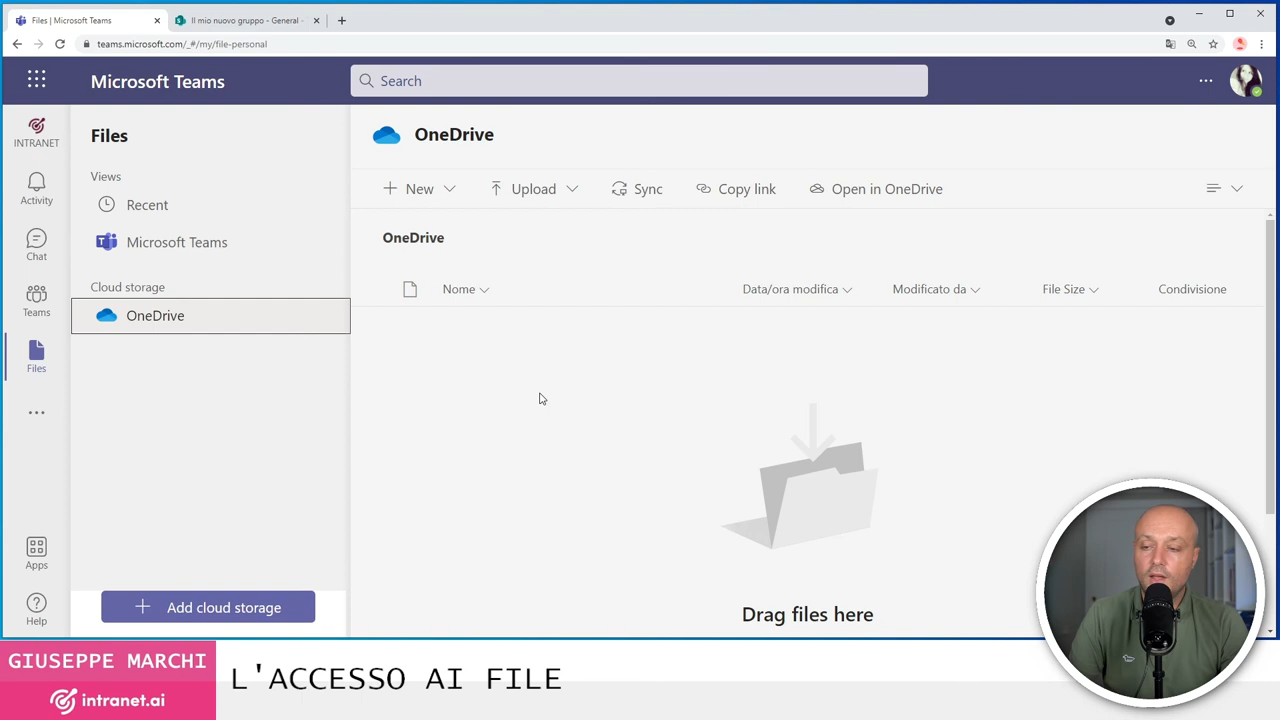 Files | Microsoft Teams
Il mio nuovo gruppo - General -
teams.microsoft.com/_#/my/file-personal
Microsoft Teams
Search
INTRANET
Activity
Chat
Teams
Files
Apps
Help
Files
Views
Recent
Microsoft Teams
Cloud storage
OneDrive
Add cloud storage
OneDrive
New
Upload
Sync
Copy link
Open in OneDrive
OneDrive
Nome
Data/ora modifica
Modificato da
File Size
Condivisione
Drag files here
GIUSEPPE MARCHI
intranet.ai
L'ACCESSO AI FILE